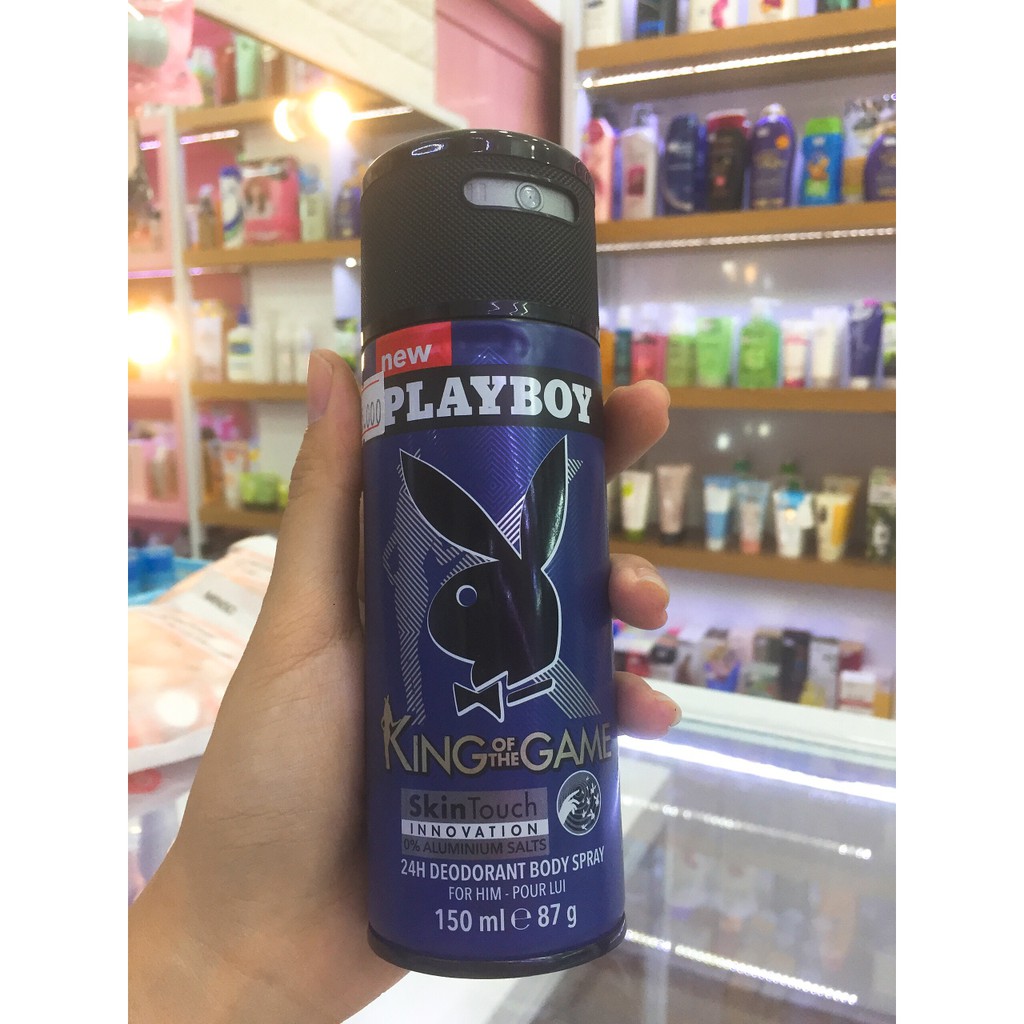 new
PLAYBOY
.000
KING OF THE GAME
SkinTouch
INNOVATION
0% ALUMINIUM SALTS
24H DEODORANT BODY SPRAY
FOR HIM - POUR LUI
150 ml e 87 g